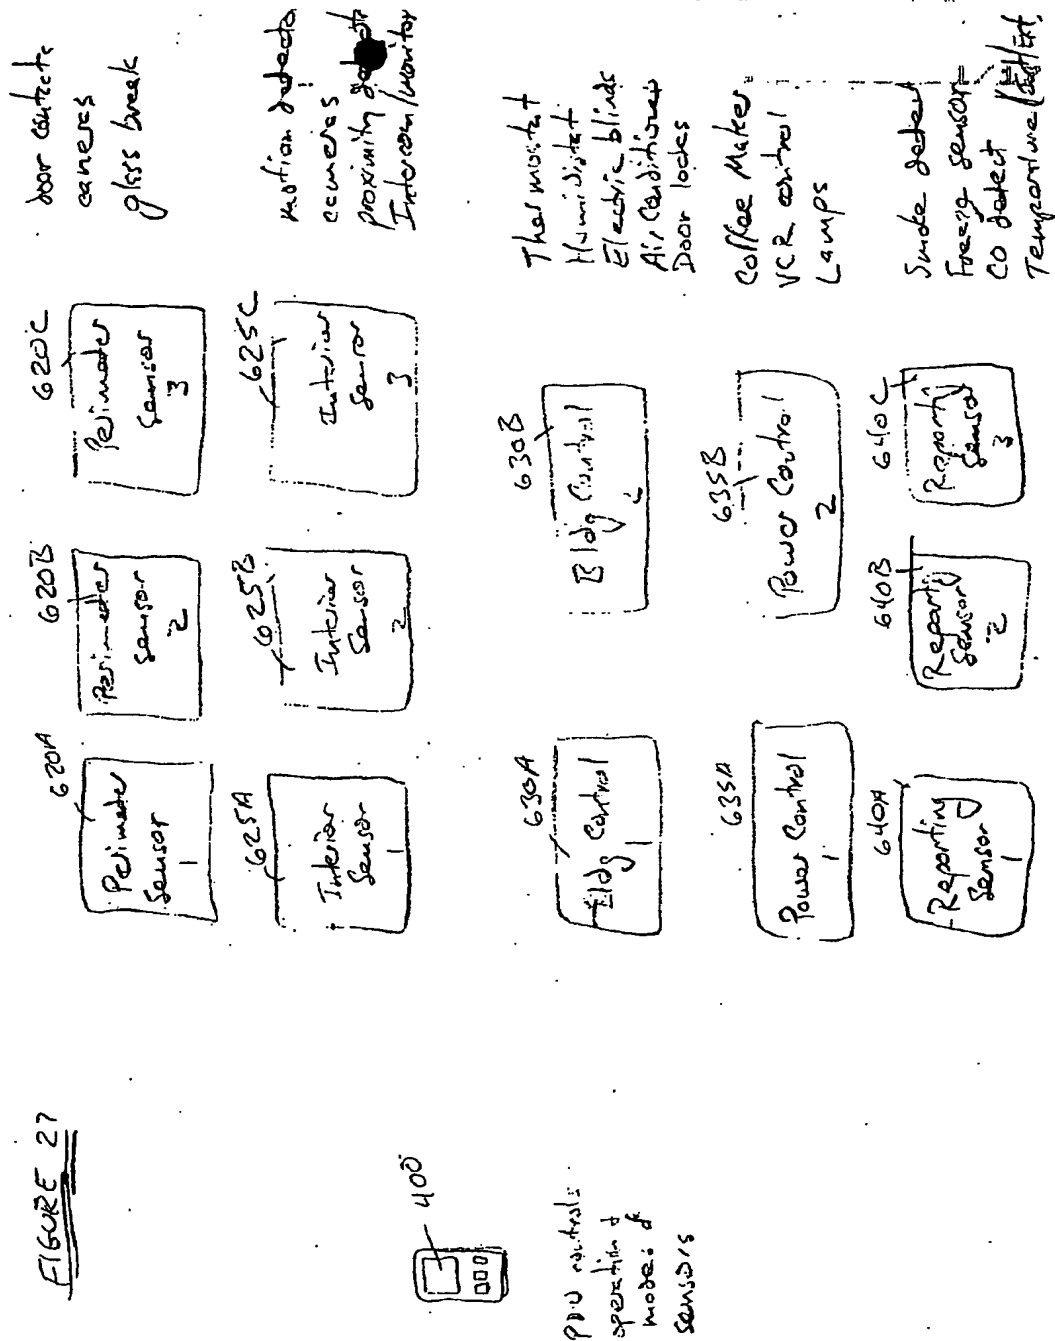 FIGURE 27
400
PDU controls
operation &
modes of
sensors
620A
Perimeter
Sensor
1
620B
Perimeter
sensor
2
620C
Perimeter
sensor
3
door contacts
cameras
glass break
625A
Interior
Sensor
1
625B
Interior
Sensor
2
625C
Interior
Sensor
3
motion detects
cameras
proximity
Intercom/monitor
630A
Bldg Control
1
630B
Bldg Control
Thermostat
Humidistat
Electric blinds
Air Conditioner
Door locks
635A
Power Control
1
635B
Power Control
2
Coffee Maker
VCR control
Lamps
640A
Reporting
Sensor
1
640B
Reporting
Sensor
2
640C
Reporting
Sensor
3
Smoke detect
Freeze sensor
CO detect
Temperature